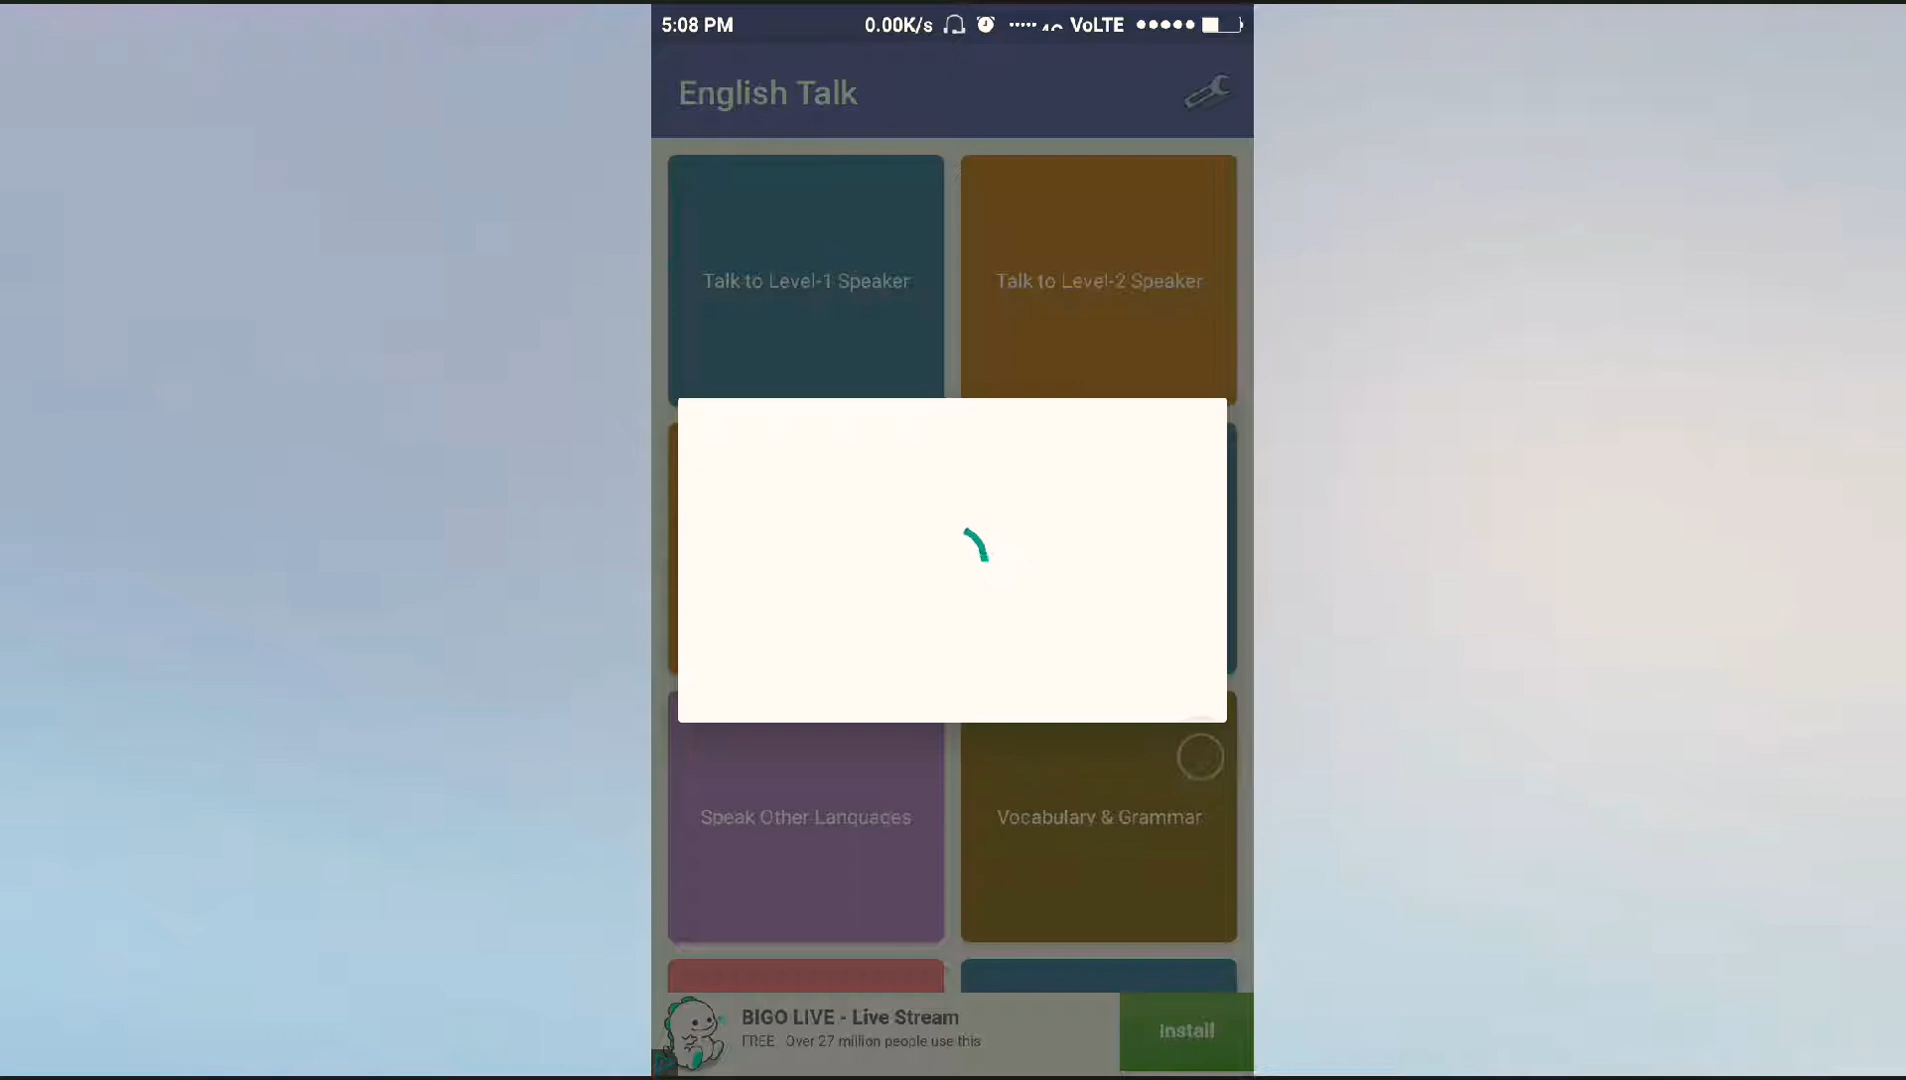 5:08 PM
0.00K/s VoLTE
English Talk
Talk to Level-1 Speaker
Talk to Level-2 Speaker
Speak Other Languages
Vocabulary & Grammar
BIGO LIVE - Live Stream
FREE Over 27 million people use this
Install